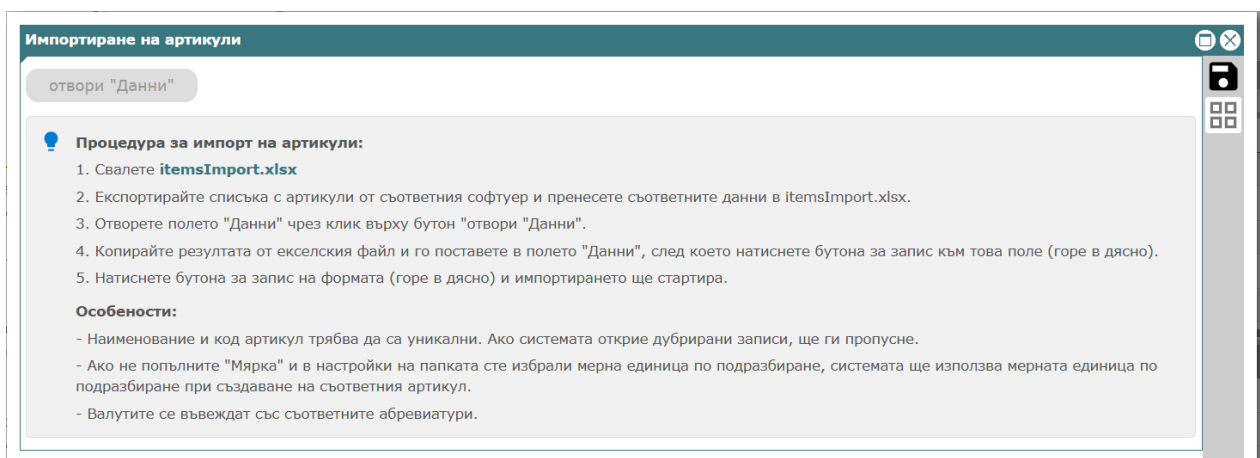 Импортиране на артикули
отвори "Данни"
Процедура за импорт на артикули:
1. Свалете itemsImport.xlsx
2. Експортирайте списъка с артикули от съответния софтуер и пренесете съответните данни в itemsImport.xlsx.
3. Отворете полето "Данни" чрез клик върху бутон "отвори "Данни".
4. Копирайте резултата от екселския файл и го поставете в полето "Данни", след което натиснете бутона за запис към това поле (горе в дясно).
5. Натиснете бутона за запис на формата (горе в дясно) и импортирането ще стартира.
Особености:
- Наименование и код артикул трябва да са уникални. Ако системата открие дубрирани записи, ще ги пропусне.
- Ако не попълните "Мярка" и в настройки на папката сте избрали мерна единица по подразбиране, системата ще използва мерната единица по
подразбиране при създаване на съответния артикул.
- Валутите се въвеждат със съответните абревиатури.